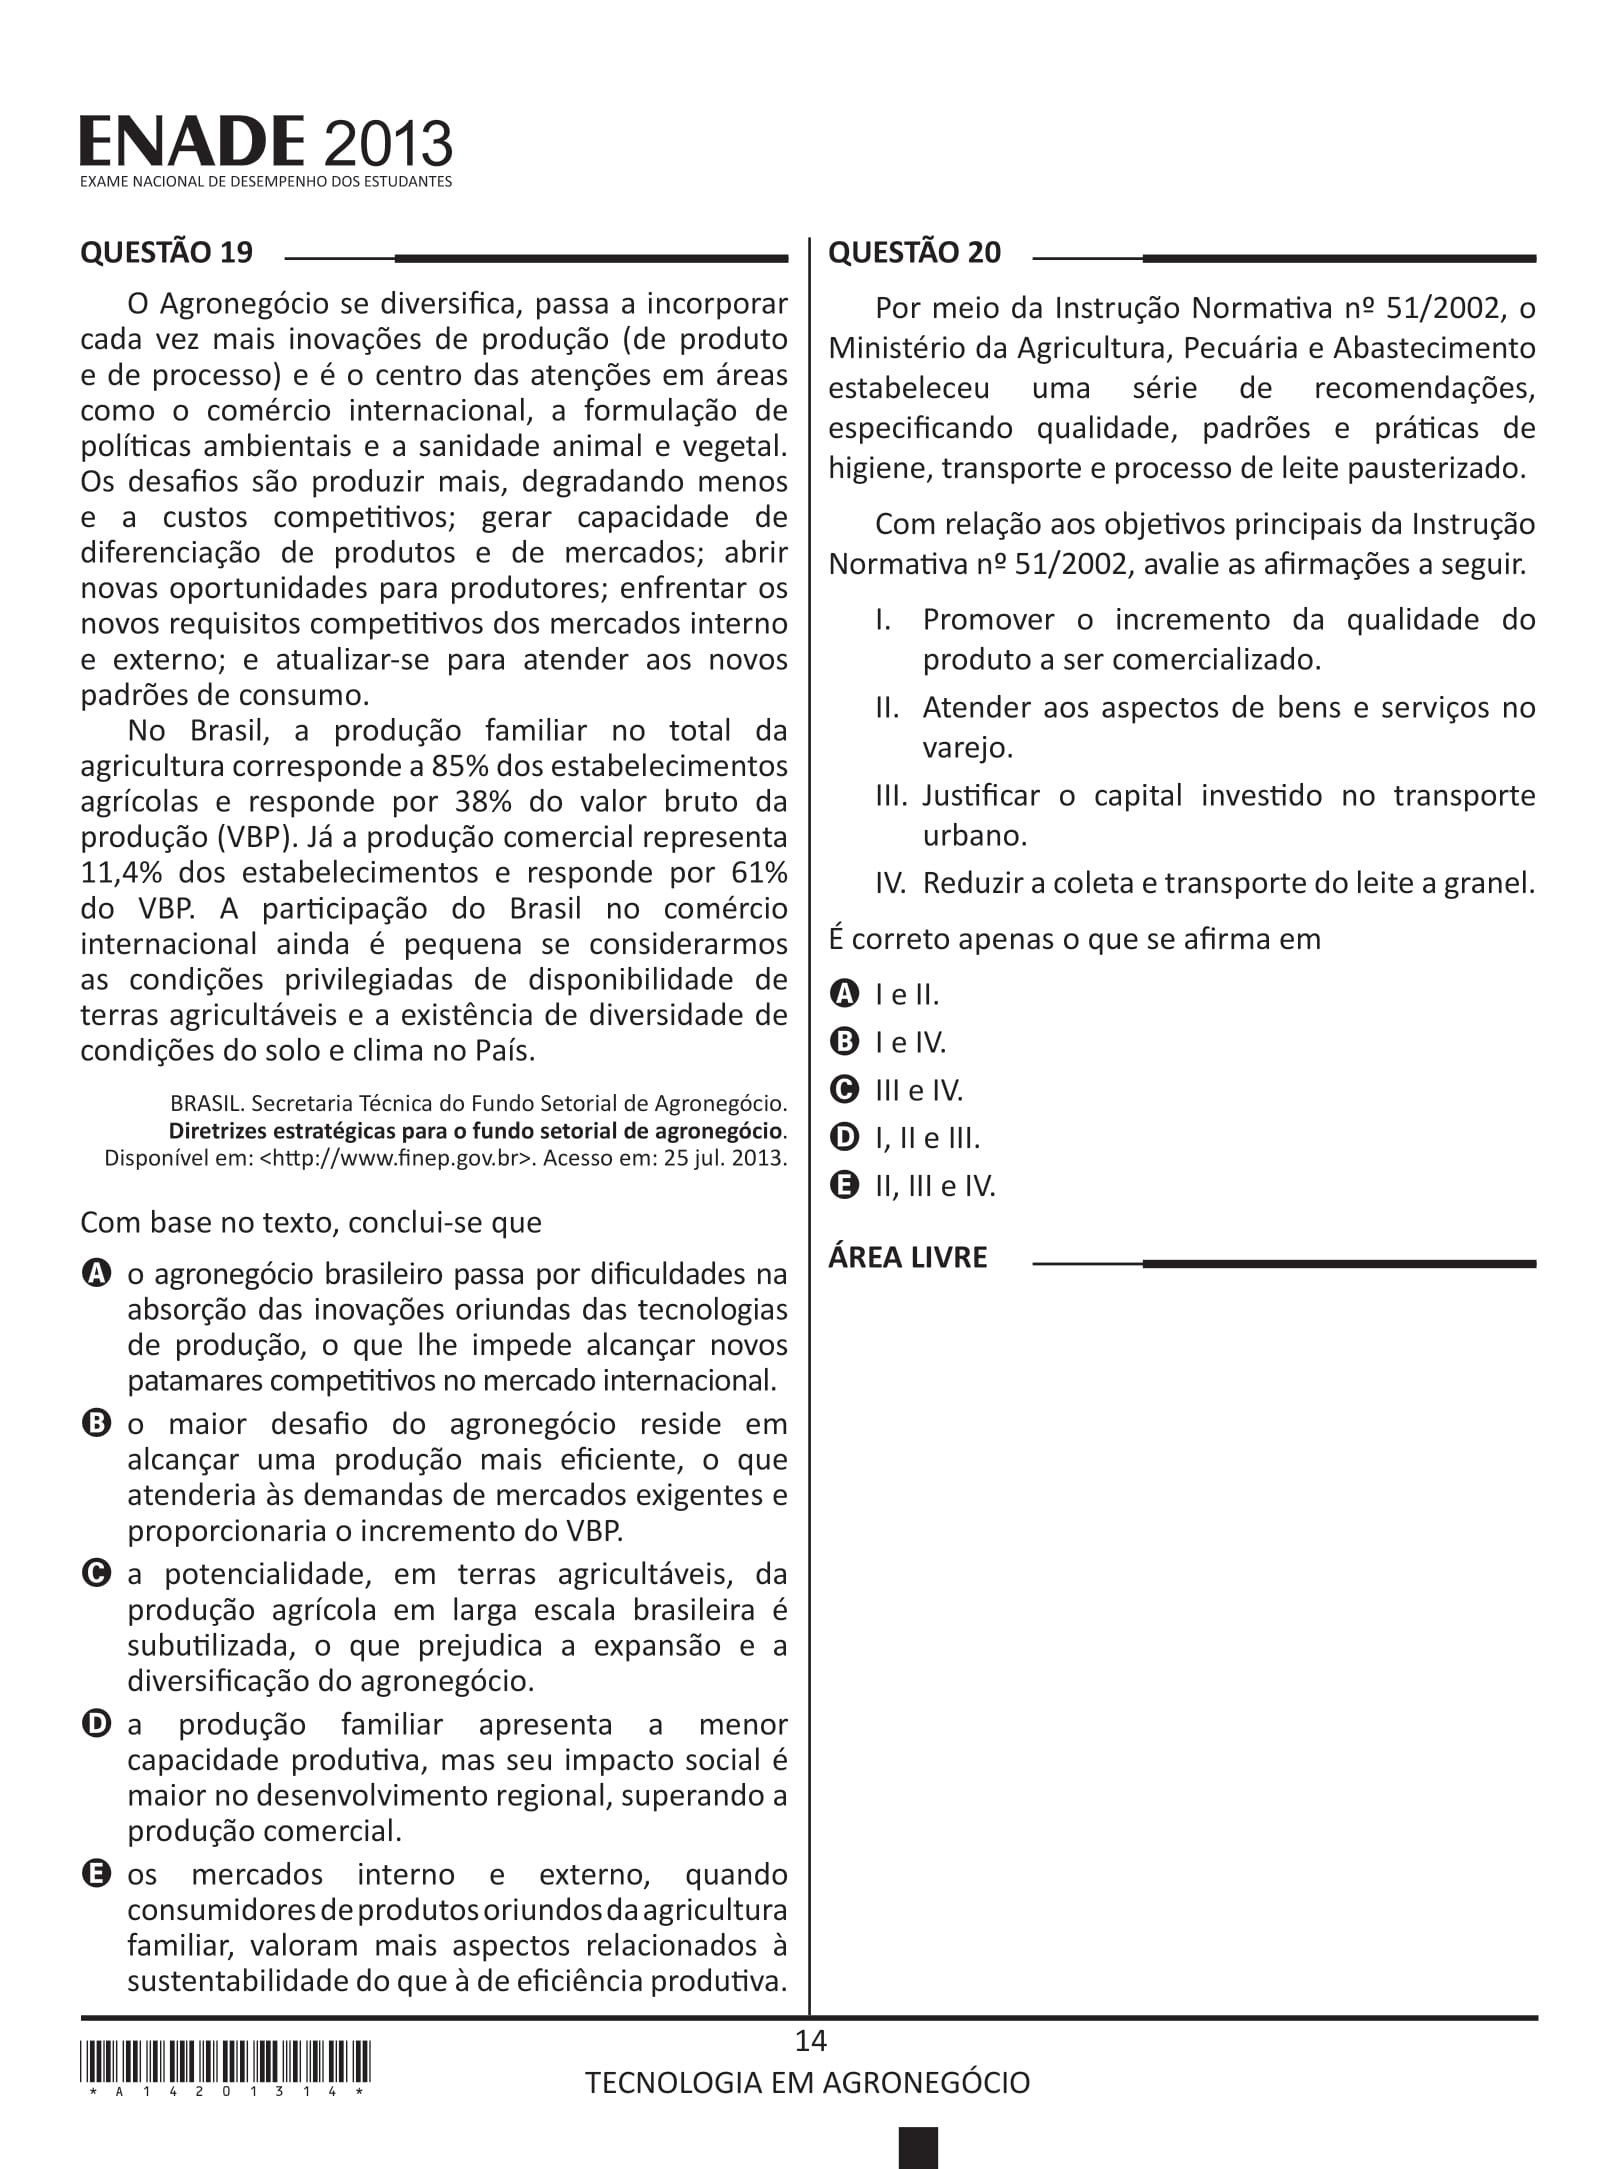 ENADE 2013
EXAME NACIONAL DE DESEMPENHO DOS ESTUDANTES
QUESTÃO 19
O Agronegócio se diversifica, passa a incorporar
cada vez mais inovações de produção (de produto
e de processo) e é o centro das atenções em áreas
como o comércio internacional, a formulação de
políticas ambientais e a sanidade animal e vegetal.
Os desafios são produzir mais, degradando menos
e a custos competitivos; gerar capacidade de
diferenciação de produtos e de mercados; abrir
novas oportunidades para produtores; enfrentar os
novos requisitos competitivos dos mercados interno
e externo; e atualizar-se para atender aos novos
padrões de consumo.
No Brasil, a produção familiar no total da
agricultura corresponde a 85% dos estabelecimentos
agrícolas e responde por 38% do valor bruto da
produção (VBP). Já a produção comercial representa
11,4% dos estabelecimentos e responde por 61%
do VBP. A participação do Brasil no comércio
internacional ainda é pequena se considerarmos
as condições privilegiadas de disponibilidade de
terras agricultáveis e a existência de diversidade de
condições do solo e clima no País.
BRASIL. Secretaria Técnica do Fundo Setorial de Agronegócio.
Diretrizes estratégicas para o fundo setorial de agronegócio.
Disponível em: <http://www.finep.gov.br>. Acesso em: 25 jul. 2013.
Com base no texto, conclui-se que
A o agronegócio brasileiro passa por dificuldades na
absorção das inovações oriundas das tecnologias
de produção, o que lhe impede alcançar novos
patamares competitivos no mercado internacional.
B o maior desafio do agronegócio reside em
alcançar uma produção mais eficiente, o que
atenderia às demandas de mercados exigentes e
proporcionaria o incremento do VBP.
C a potencialidade, em terras agricultáveis, da
produção agrícola em larga escala brasileira é
subutilizada, o que prejudica a expansão e a
diversificação do agronegócio.
D a produção familiar apresenta a menor
capacidade produtiva, mas seu impacto social é
maior no desenvolvimento regional, superando a
produção comercial.
E os mercados interno e externo, quando
consumidores de produtos oriundos da agricultura
familiar, valoram mais aspectos relacionados à
sustentabilidade do que à de eficiência produtiva.
QUESTÃO 20
Por meio da Instrução Normativa nº 51/2002, o
Ministério da Agricultura, Pecuária e Abastecimento
estabeleceu uma série de recomendações,
especificando qualidade, padrões e práticas de
higiene, transporte e processo de leite pausterizado.
Com relação aos objetivos principais da Instrução
Normativa nº 51/2002, avalie as afirmações a seguir.
I. Promover o incremento da qualidade do
produto a ser comercializado.
II. Atender aos aspectos de bens e serviços no
varejo.
III. Justificar o capital investido no transporte
urbano.
IV. Reduzir a coleta e transporte do leite a granel.
É correto apenas o que se afirma em
A I e II.
B I e IV.
C III e IV.
D I, II e III.
E II, III e IV.
ÁREA LIVRE
14
TECNOLOGIA EM AGRONEGÓCIO
* A 1 4 2 0 1 3 1 4 *